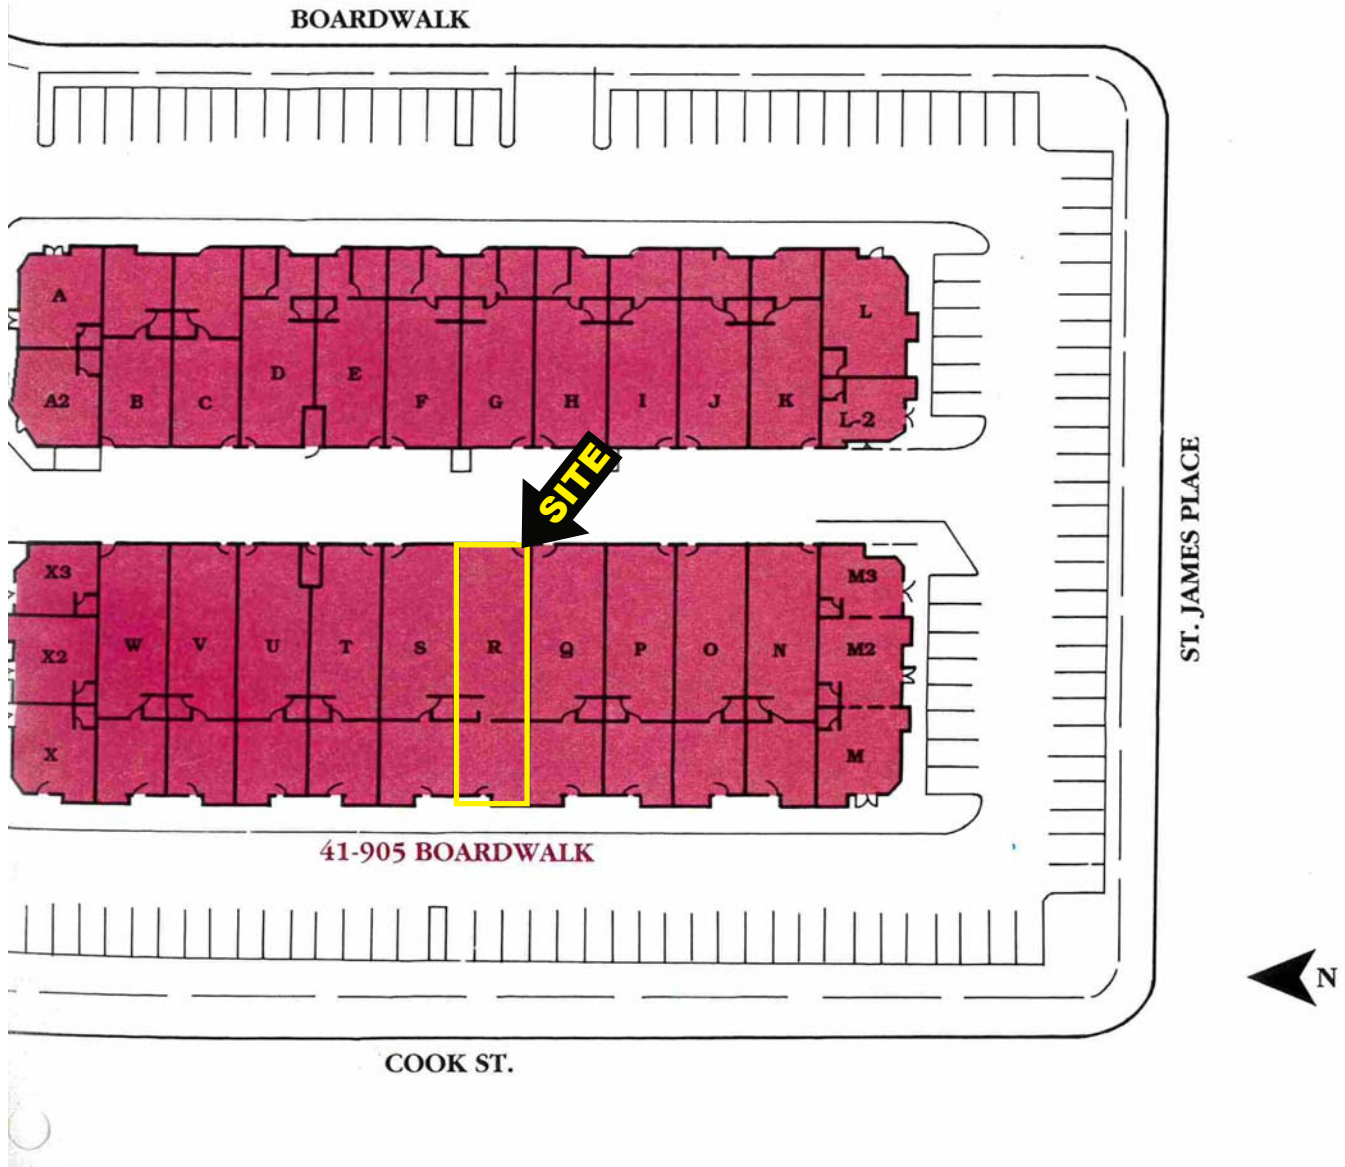 BOARDWALK
A
L
D
E
A2
B
C
F
G
H
I
J
K
L-2
SITE
ST. JAMES PLACE
X3
M3
X2
W
V
U
T
S
R
Q
P
O
N
M2
X
M
41-905 BOARDWALK
N
COOK ST.